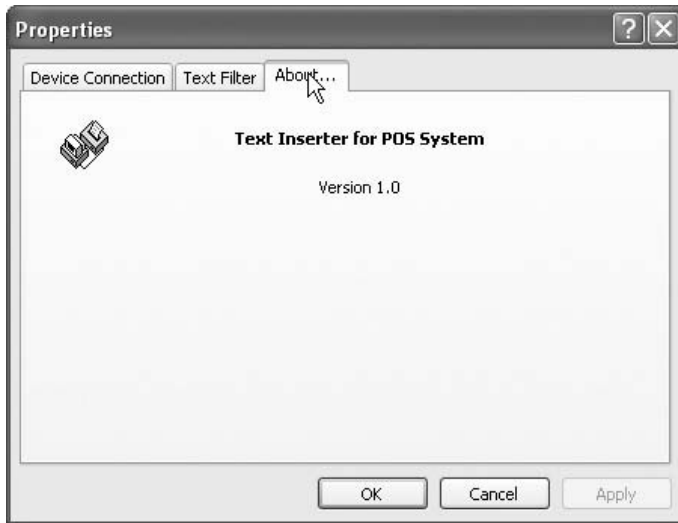 Properties
Device Connection Text Filter About...
Text Inserter for POS System
Version 1.0
OK Cancel Apply